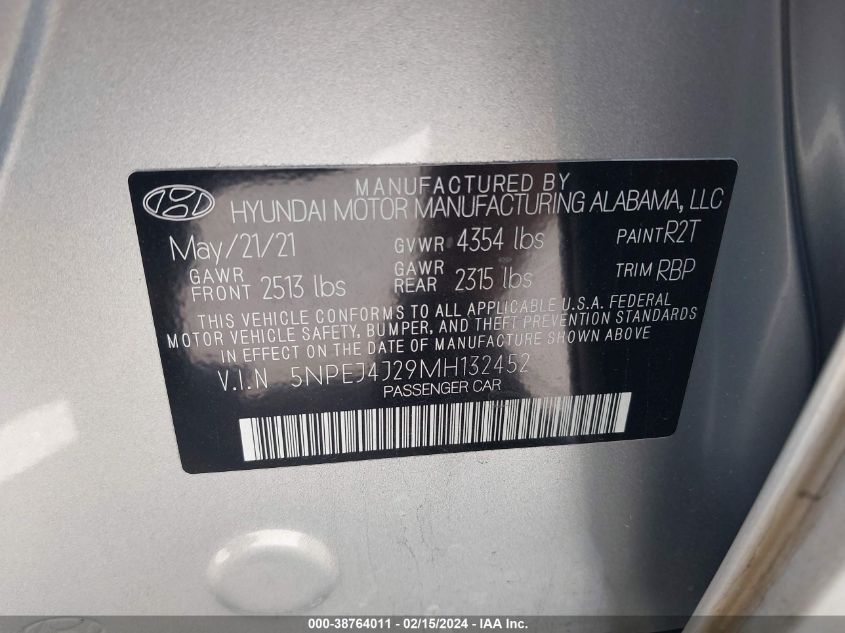 MANUFACTURED BY
HYUNDAI MOTOR MANUFACTURING ALABAMA, LLC
May/21/21 GVWR 4354 lbs PAINT R2T
GAWR FRONT 2513 lbs GAWR REAR 2315 lbs TRIM RBP
THIS VEHICLE CONFORMS TO ALL APPLICABLE U.S.A. FEDERAL
MOTOR VEHICLE SAFETY, BUMPER, AND THEFT PREVENTION STANDARDS
IN EFFECT ON THE DATE OF MANUFACTURE SHOWN ABOVE
V.I.N 5NPEJ4J29MH132452
PASSENGER CAR
000-38764011 - 02/15/2024 - IAA Inc.